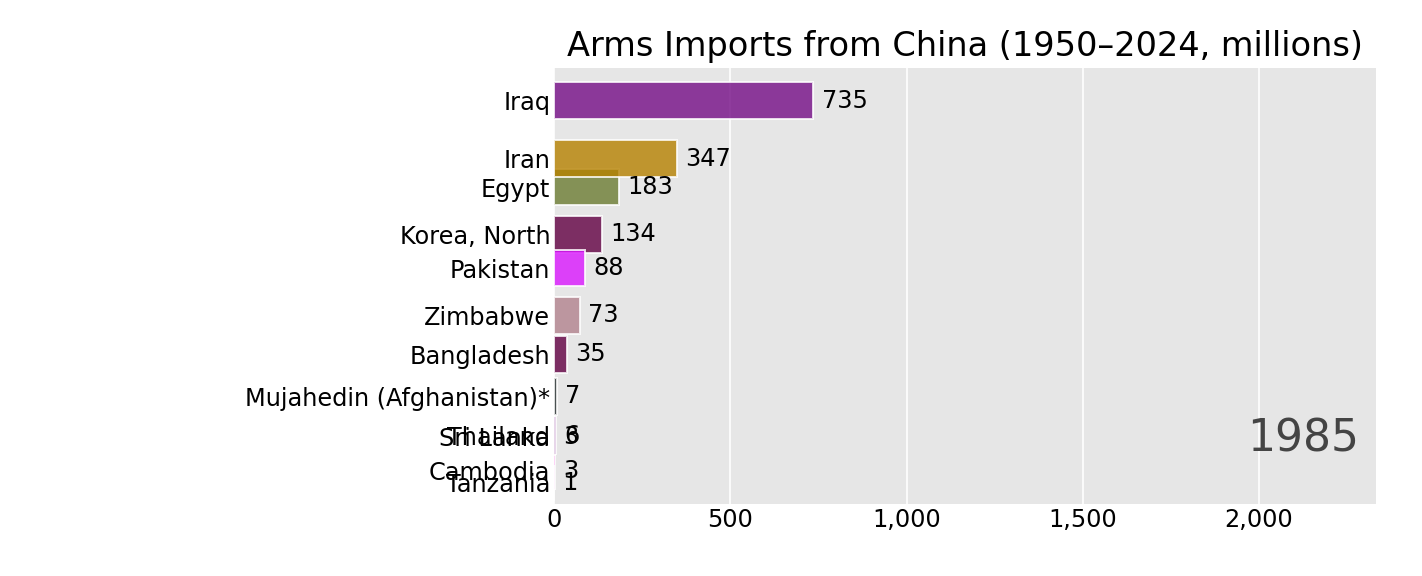 Arms Imports from China (1950–2024, millions)
Iraq 735
Iran 347
Egypt 183
Korea, North 134
Pakistan 88
Zimbabwe 73
Bangladesh 35
Mujahedin (Afghanistan)* 7
Thailand
Sri Lanka
1985
Cambodia 3
Tanzania 1
0 500 1,000 1,500 2,000